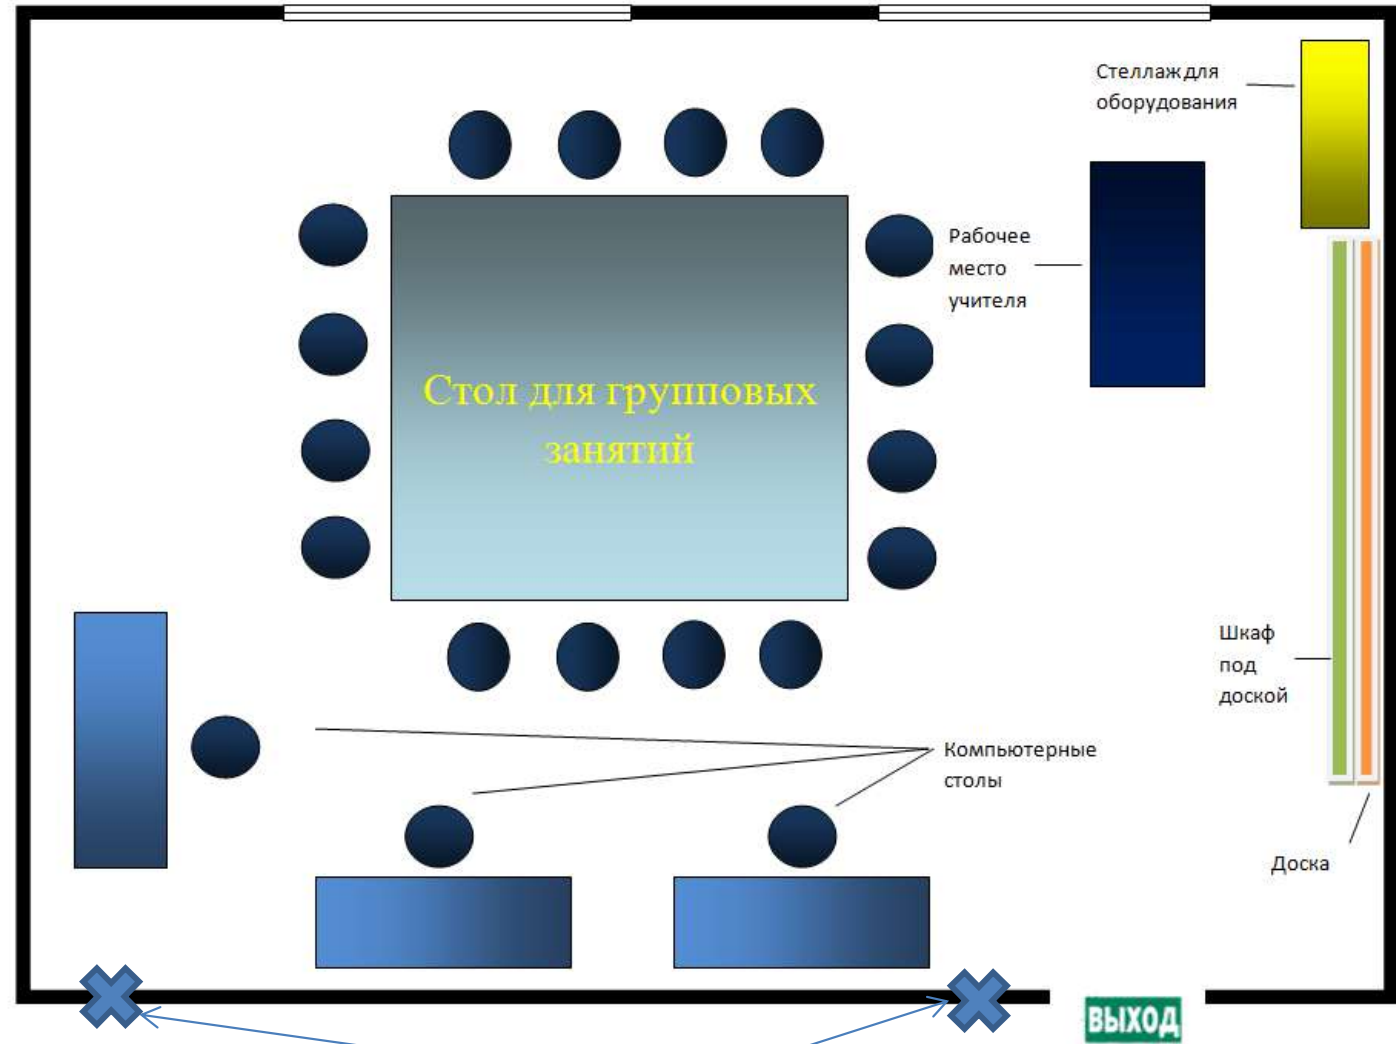 Стеллаж для
оборудования
Рабочее
место
учителя
Стол для групповых
занятий
Шкаф
под
доской
Компьютерные
столы
Доска
ВЫХОД